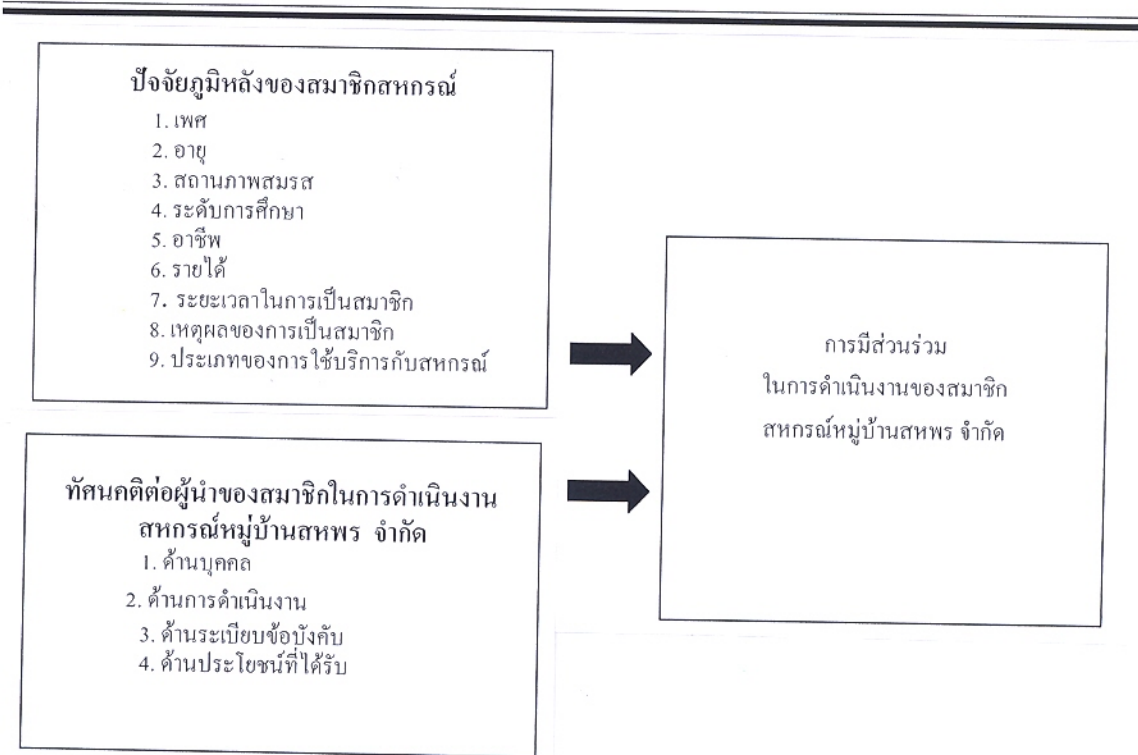 ปัจจัยภูมิหลังของสมาชิกสหกรณ์
1. เพศ
2. อายุ
3. สถานภาพสมรส
4. ระดับการศึกษา
5. อาชีพ
6. รายได้
7. ระยะเวลาในการเป็นสมาชิก
8. เหตุผลของการเป็นสมาชิก
9. ประเภทของการใช้บริการกับสหกรณ์
ทัศนคติต่อผู้นำของสมาชิกในการดำเนินงาน
สหกรณ์หมู่บ้านสหพร จำกัด
1. ด้านบุคคล
2. ด้านการดำเนินงาน
3. ด้านระเบียบข้อบังคับ
4. ด้านประโยชน์ที่ได้รับ
การมีส่วนร่วม
ในการดำเนินงานของสมาชิก
สหกรณ์หมู่บ้านสหพร จำกัด